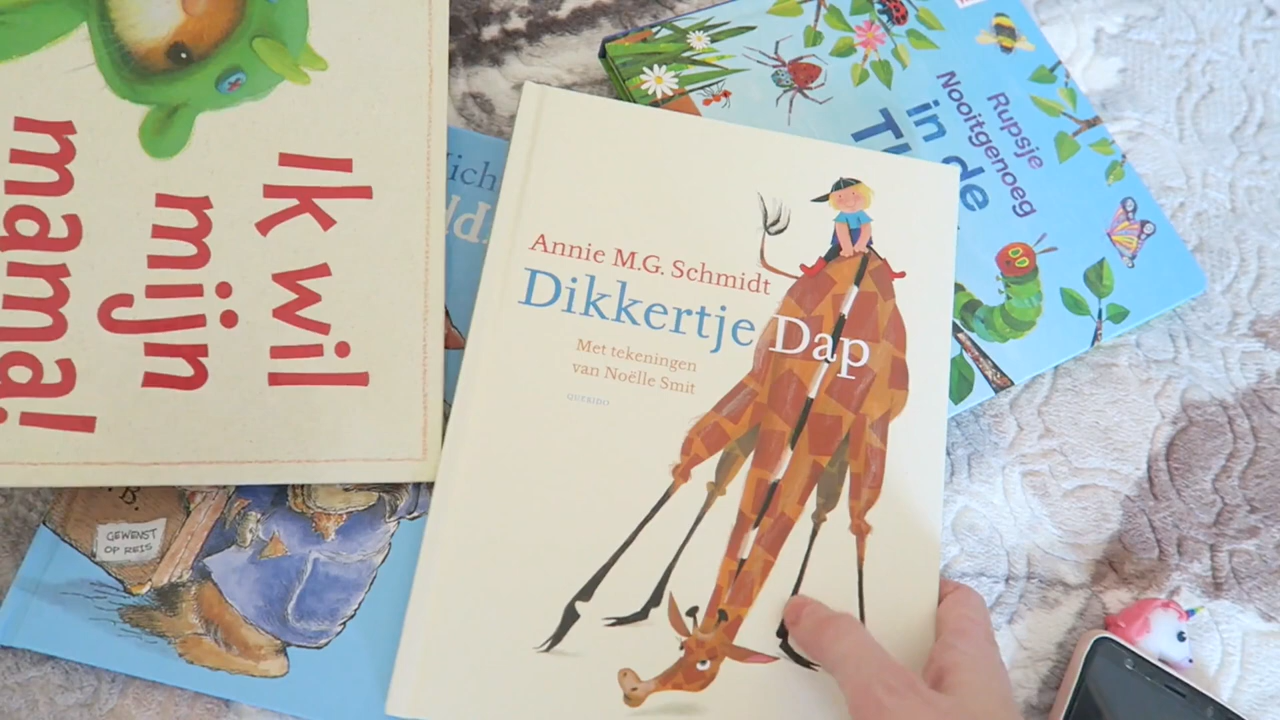 Ik wil
mijn
mama!
Annie M.G. Schmidt
Dikkertje Dap
Met tekeningen
van Noëlle Smit
QUERIDO
Rupsje
Nooitgenoeg
in de
GEWENST
OP REIS